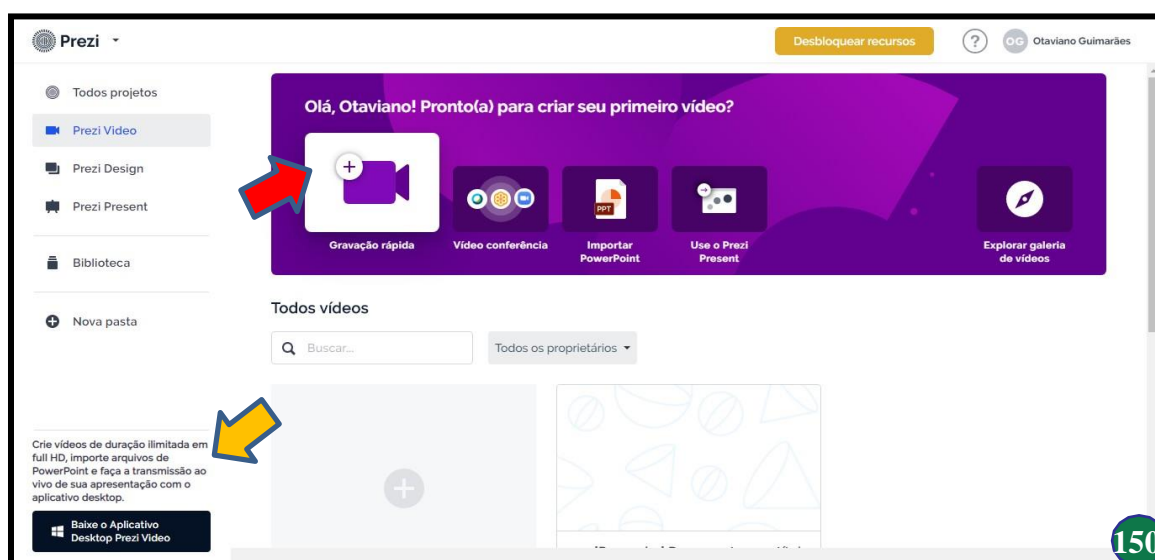 Prezi
Desbloquear recursos
?
OG
Otaviano Guimarães
Todos projetos
Prezi Video
Prezi Design
Prezi Present
Biblioteca
Nova pasta
Olá, Otaviano! Pronto(a) para criar seu primeiro vídeo?
Gravação rápida
Vídeo conferência
PPT
Importar
PowerPoint
Use o Prezi
Present
Explorar galeria
de vídeos
Todos vídeos
Buscar...
Todos os proprietários
Crie vídeos de duração ilimitada em
full HD, importe arquivos de
PowerPoint e faça a transmissão ao
vivo de sua apresentação com o
aplicativo desktop.
Baixe o Aplicativo
Desktop Prezi Video
150